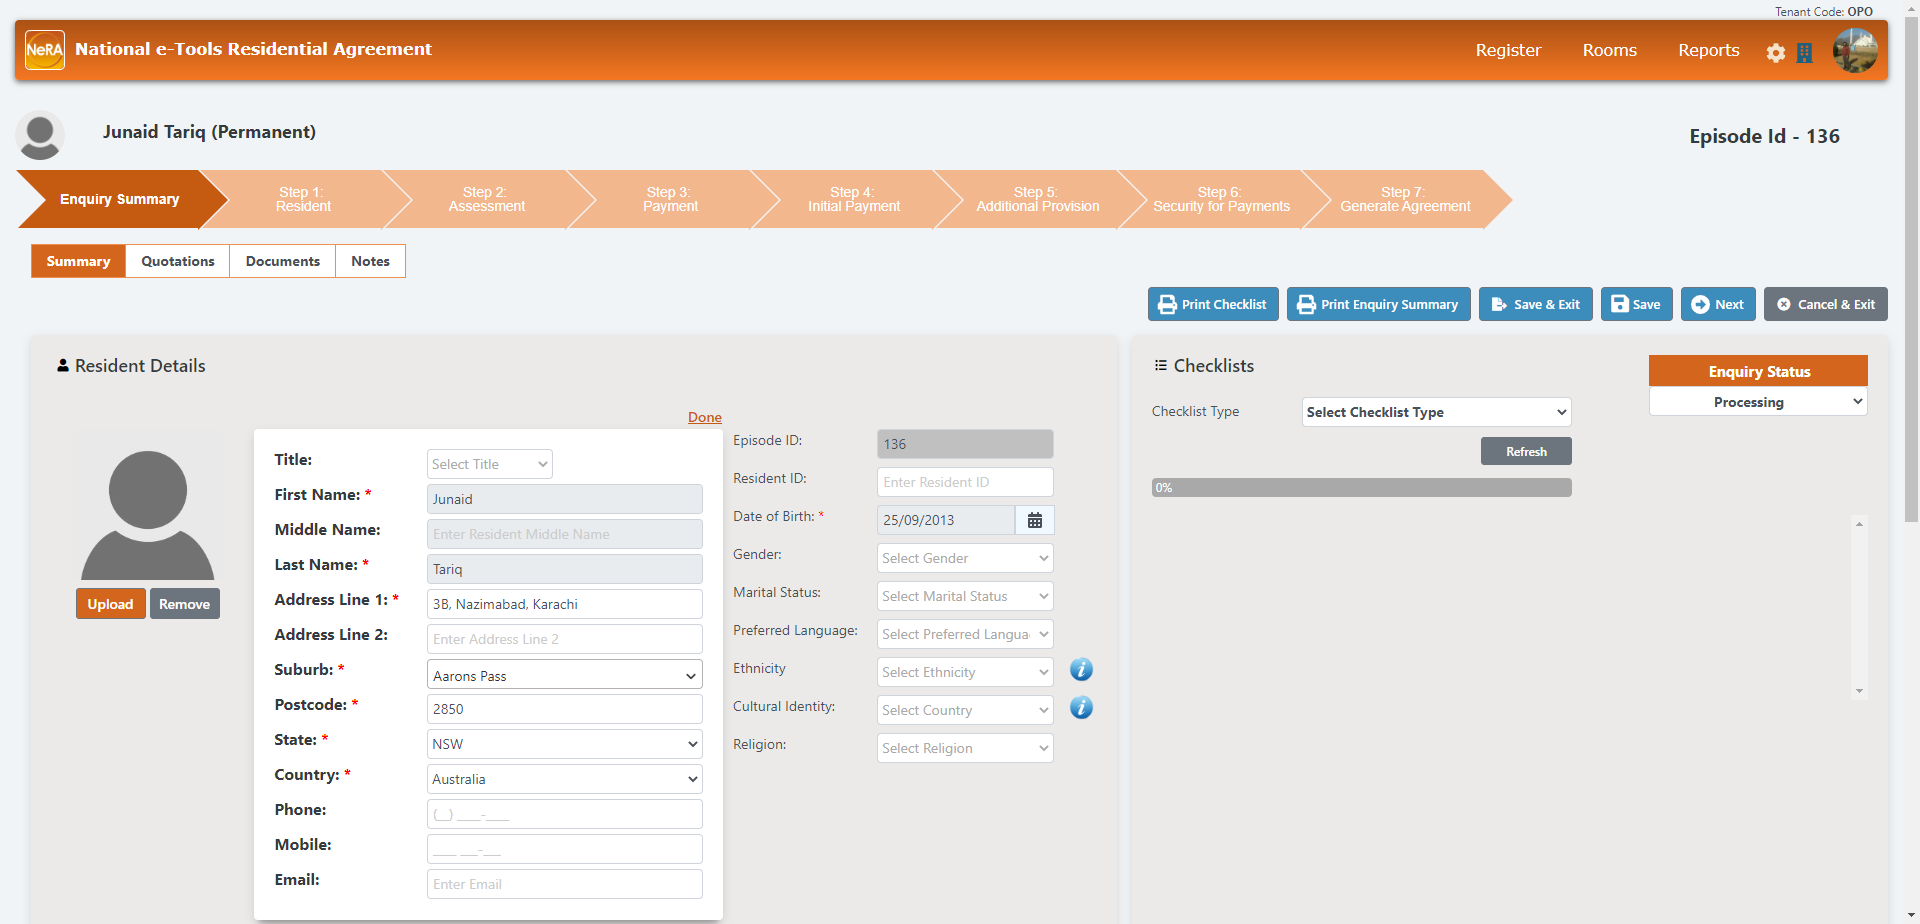 Tenant Code: OPO
NeRA National e-Tools Residential Agreement
Register Rooms Reports
Junaid Tariq (Permanent)
Episode Id - 136
Enquiry Summary
Step 1:
Resident
Step 2:
Assessment
Step 3:
Payment
Step 4:
Initial Payment
Step 5:
Additional Provision
Step 6:
Security for Payments
Step 7:
Generate Agreement
Summary Quotations Documents Notes
Print Checklist Print Enquiry Summary Save & Exit Save Next Cancel & Exit
Resident Details
Done
Upload Remove
Title: Select Title
First Name: * Junaid
Middle Name: Enter Resident Middle Name
Last Name: * Tariq
Address Line 1: * 3B, Nazimabad, Karachi
Address Line 2: Enter Address Line 2
Suburb: * Aarons Pass
Postcode: * 2850
State: * NSW
Country: * Australia
Phone: (__) ____-____
Mobile: ____ ___-___
Email: Enter Email
Episode ID: 136
Resident ID: Enter Resident ID
Date of Birth: * 25/09/2013
Gender: Select Gender
Marital Status: Select Marital Status
Preferred Language: Select Preferred Langua
Ethnicity Select Ethnicity i
Cultural Identity: Select Country i
Religion: Select Religion
Checklists
Enquiry Status
Processing
Checklist Type Select Checklist Type
Refresh
0%